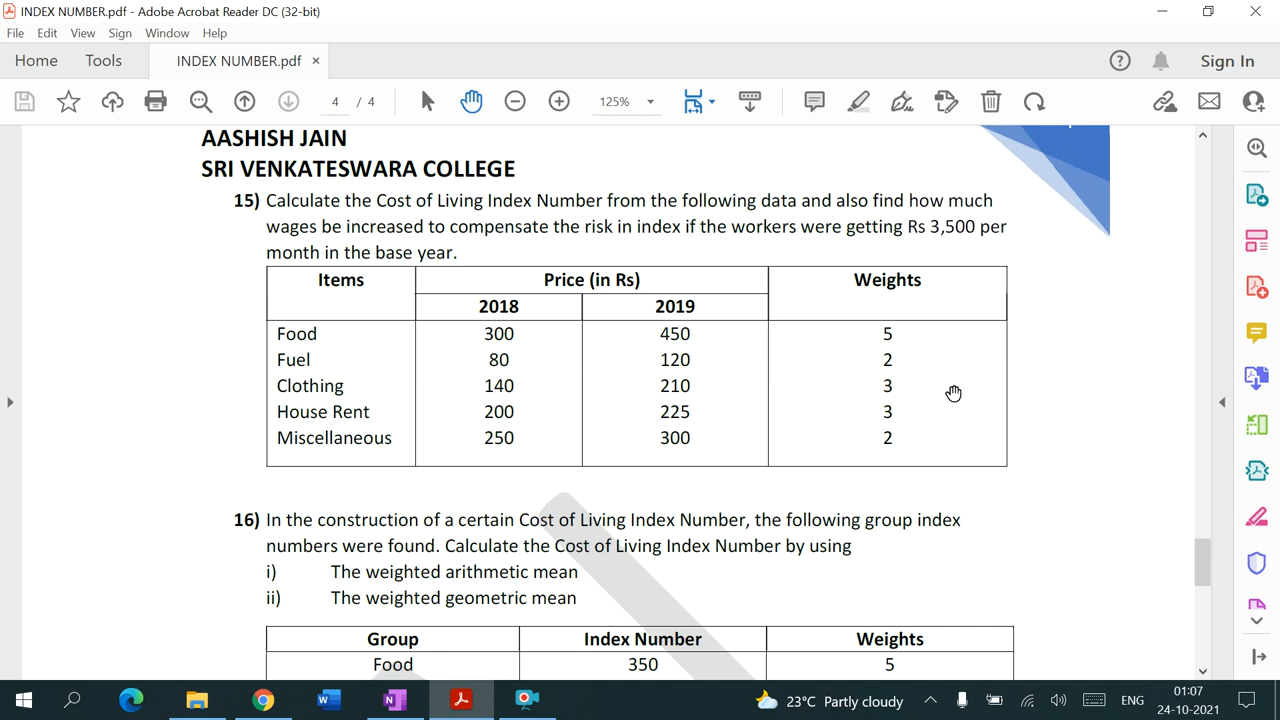 INDEX NUMBER.pdf - Adobe Acrobat Reader DC (32-bit)
File Edit View Sign Window Help
Home Tools INDEX NUMBER.pdf × Sign In
4 / 4 125%
AASHISH JAIN
SRI VENKATESWARA COLLEGE
15) Calculate the Cost of Living Index Number from the following data and also find how much
wages be increased to compensate the risk in index if the workers were getting Rs 3,500 per
month in the base year.
Items Price (in Rs) Weights
2018 2019
Food 300 450 5
Fuel 80 120 2
Clothing 140 210 3
House Rent 200 225 3
Miscellaneous 250 300 2
16) In the construction of a certain Cost of Living Index Number, the following group index
numbers were found. Calculate the Cost of Living Index Number by using
i) The weighted arithmetic mean
ii) The weighted geometric mean
Group Index Number Weights
Food 350 5
23°C Partly cloudy ENG 01:07
24-10-2021